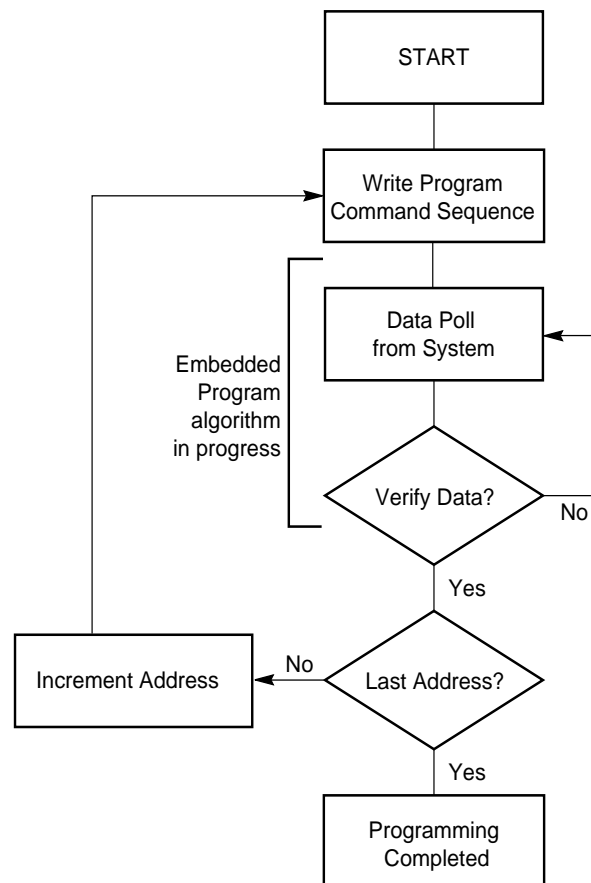 START
Write Program
Command Sequence
Data Poll
from System
Embedded
Program
algorithm
in progress
Verify Data?
No
Yes
Increment Address
No
Last Address?
Yes
Programming
Completed